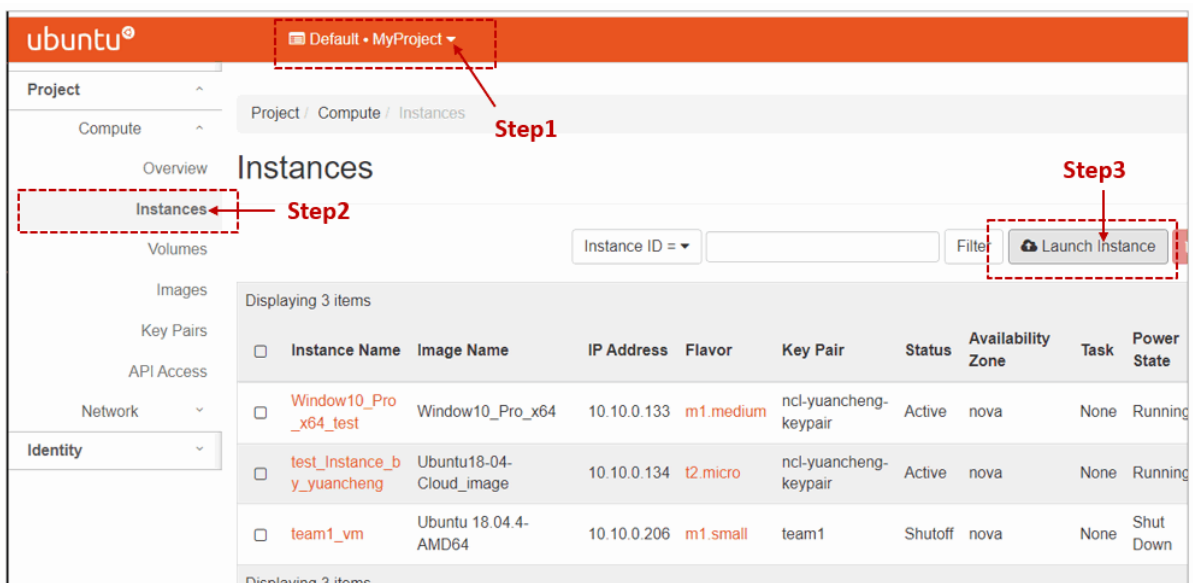 ubuntu®
Default • MyProject
Project
Project / Compute / Instances
Step1
Compute
Overview
Instances
Step3
Instances
Step2
Volumes
Instance ID =
Filter
Launch Instance
Images
Displaying 3 items
Key Pairs
API Access
Network
Identity
Instance Name Image Name IP Address Flavor Key Pair Status Availability Zone Task Power State
Window10_Pro
_x64_test
Window10_Pro_x64 10.10.0.133 m1.medium
ncl-yuancheng-
keypair
Active nova None Running
test_Instance_b
y_yuancheng
Ubuntu18-04-
Cloud_image
10.10.0.134 t2.micro
ncl-yuancheng-
keypair
Active nova None Running
team1_vm
Ubuntu 18.04.4-
AMD64
10.10.0.206 m1.small team1 Shutoff nova None
Shut
Down
Displaying 3 items